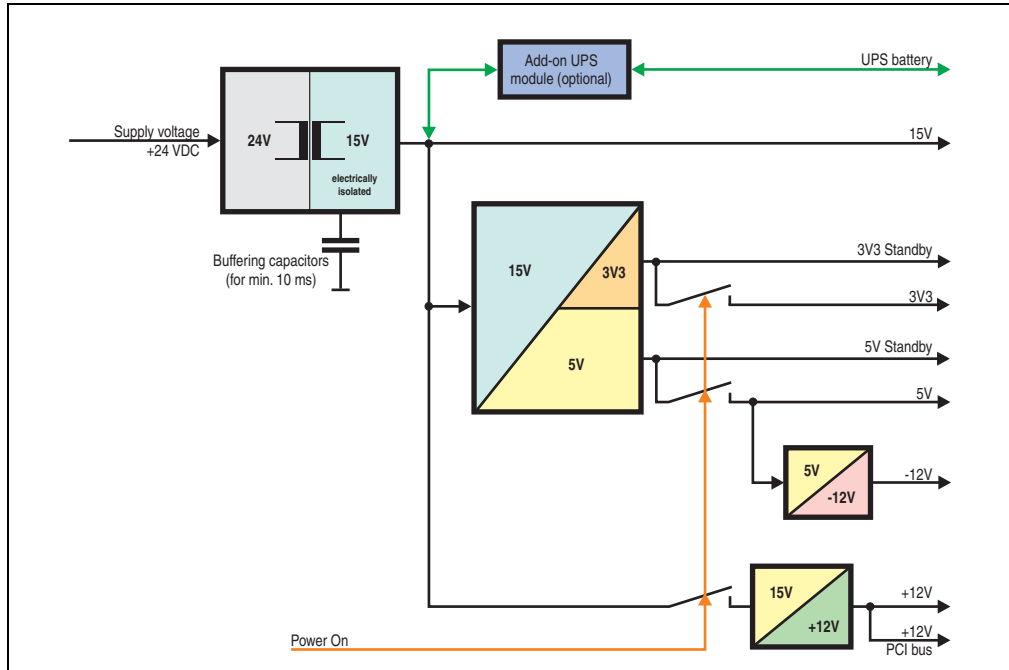 Add-on UPS
module (optional)
UPS battery
Supply voltage
+24 VDC
24V
15V
electrically
isolated
15V
Buffering capacitors
(for min. 10 ms)
15V
3V3
5V
3V3 Standby
3V3
5V Standby
5V
5V
-12V
-12V
15V
+12V
+12V
+12V
PCI bus
Power On